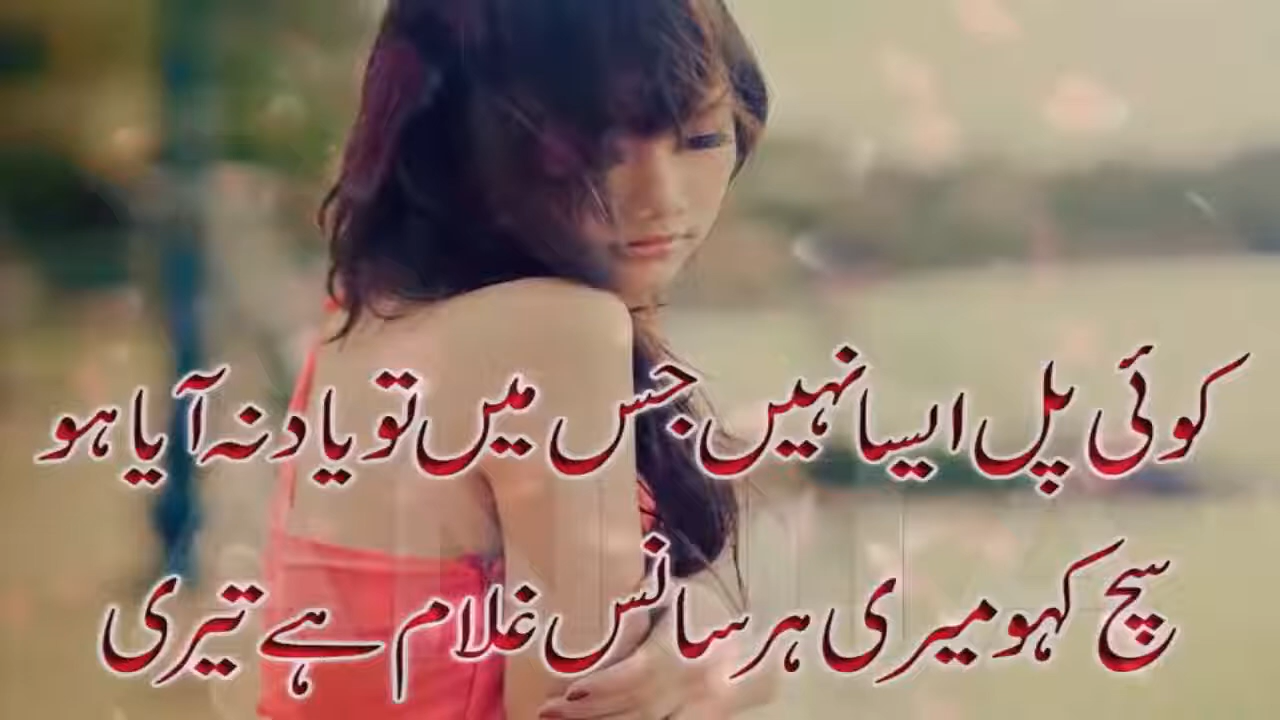 کوئی پل ایسا نہیں جس میں تو یاد نہ آیا ہو
سچ کہو میری ہر سانس غلام ہے تیری